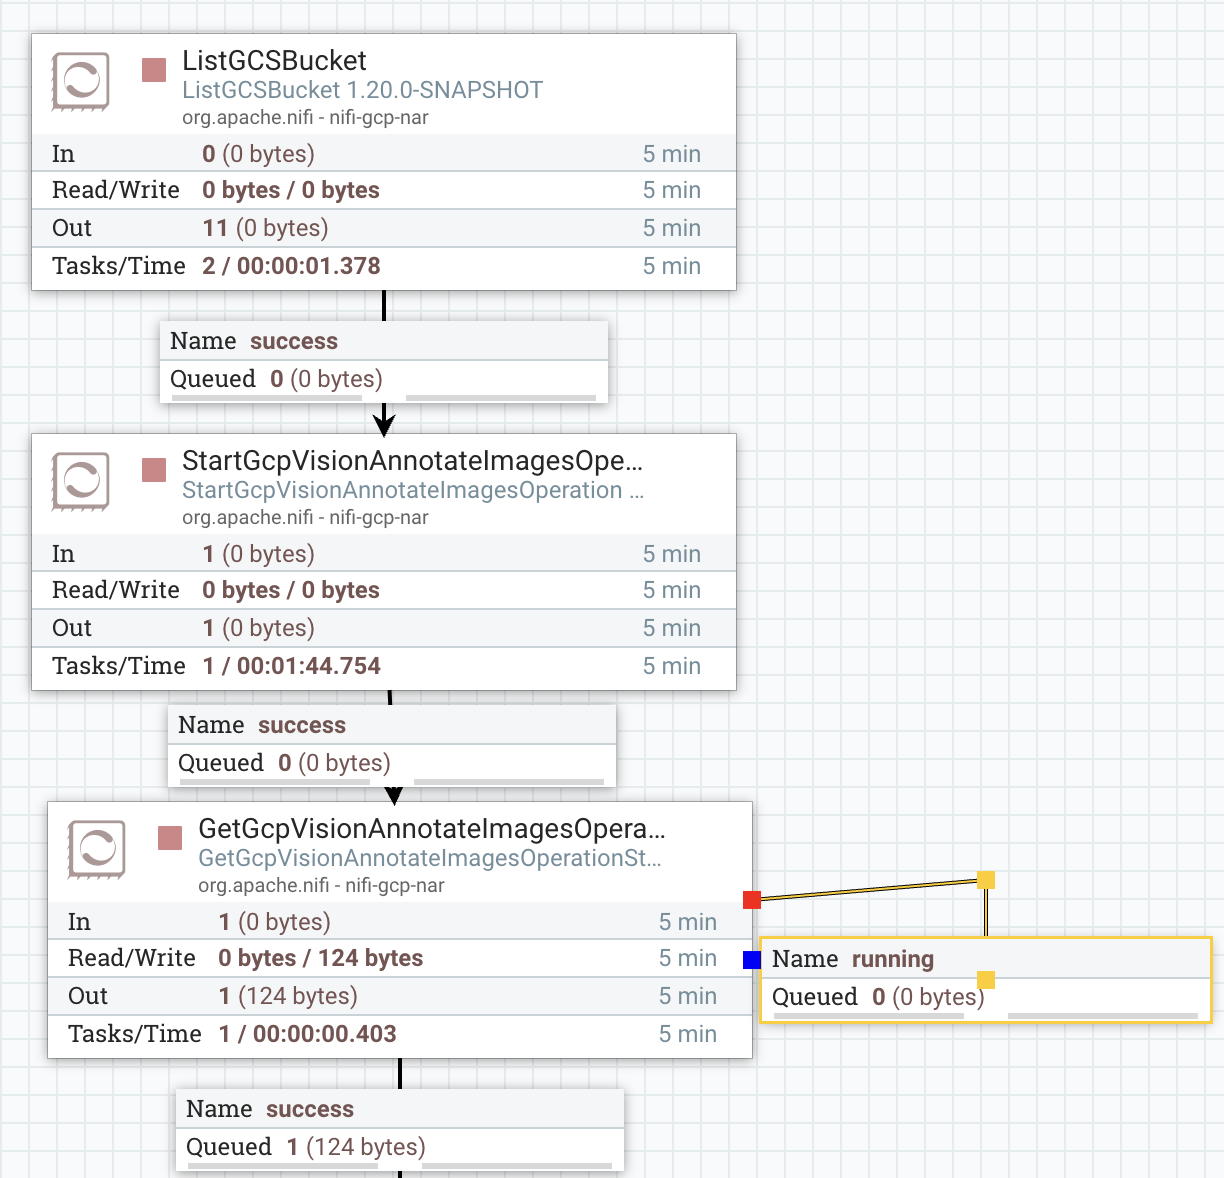 ListGCSBucket
ListGCSBucket 1.20.0-SNAPSHOT
org.apache.nifi - nifi-gcp-nar
In 0 (0 bytes) 5 min
Read/Write 0 bytes / 0 bytes 5 min
Out 11 (0 bytes) 5 min
Tasks/Time 2 / 00:00:01.378 5 min
Name success
Queued 0 (0 bytes)
StartGcpVisionAnnotateImagesOpe...
StartGcpVisionAnnotateImagesOperation ...
org.apache.nifi - nifi-gcp-nar
In 1 (0 bytes) 5 min
Read/Write 0 bytes / 0 bytes 5 min
Out 1 (0 bytes) 5 min
Tasks/Time 1 / 00:01:44.754 5 min
Name success
Queued 0 (0 bytes)
GetGcpVisionAnnotateImagesOpera...
GetGcpVisionAnnotateImagesOperationSt...
org.apache.nifi - nifi-gcp-nar
In 1 (0 bytes) 5 min
Read/Write 0 bytes / 124 bytes 5 min
Out 1 (124 bytes) 5 min
Tasks/Time 1 / 00:00:00.403 5 min
Name running
Queued 0 (0 bytes)
Name success
Queued 1 (124 bytes)